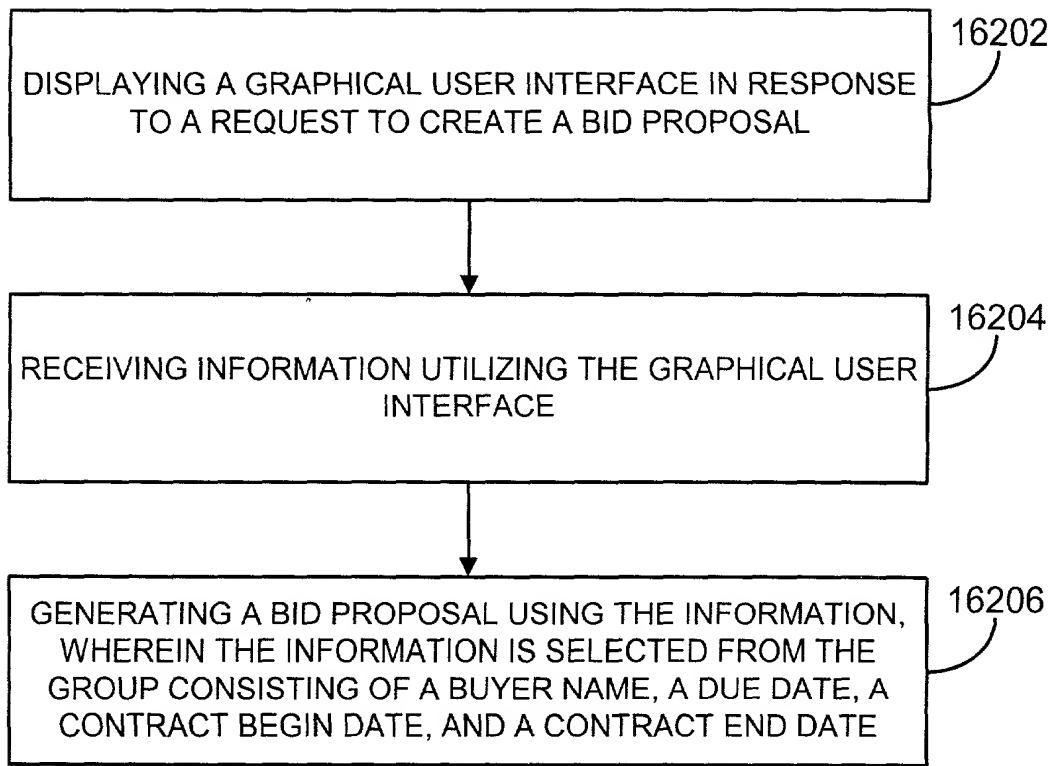 16202
DISPLAYING A GRAPHICAL USER INTERFACE IN RESPONSE
TO A REQUEST TO CREATE A BID PROPOSAL
16204
RECEIVING INFORMATION UTILIZING THE GRAPHICAL USER
INTERFACE
16206
GENERATING A BID PROPOSAL USING THE INFORMATION,
WHEREIN THE INFORMATION IS SELECTED FROM THE
GROUP CONSISTING OF A BUYER NAME, A DUE DATE, A
CONTRACT BEGIN DATE, AND A CONTRACT END DATE